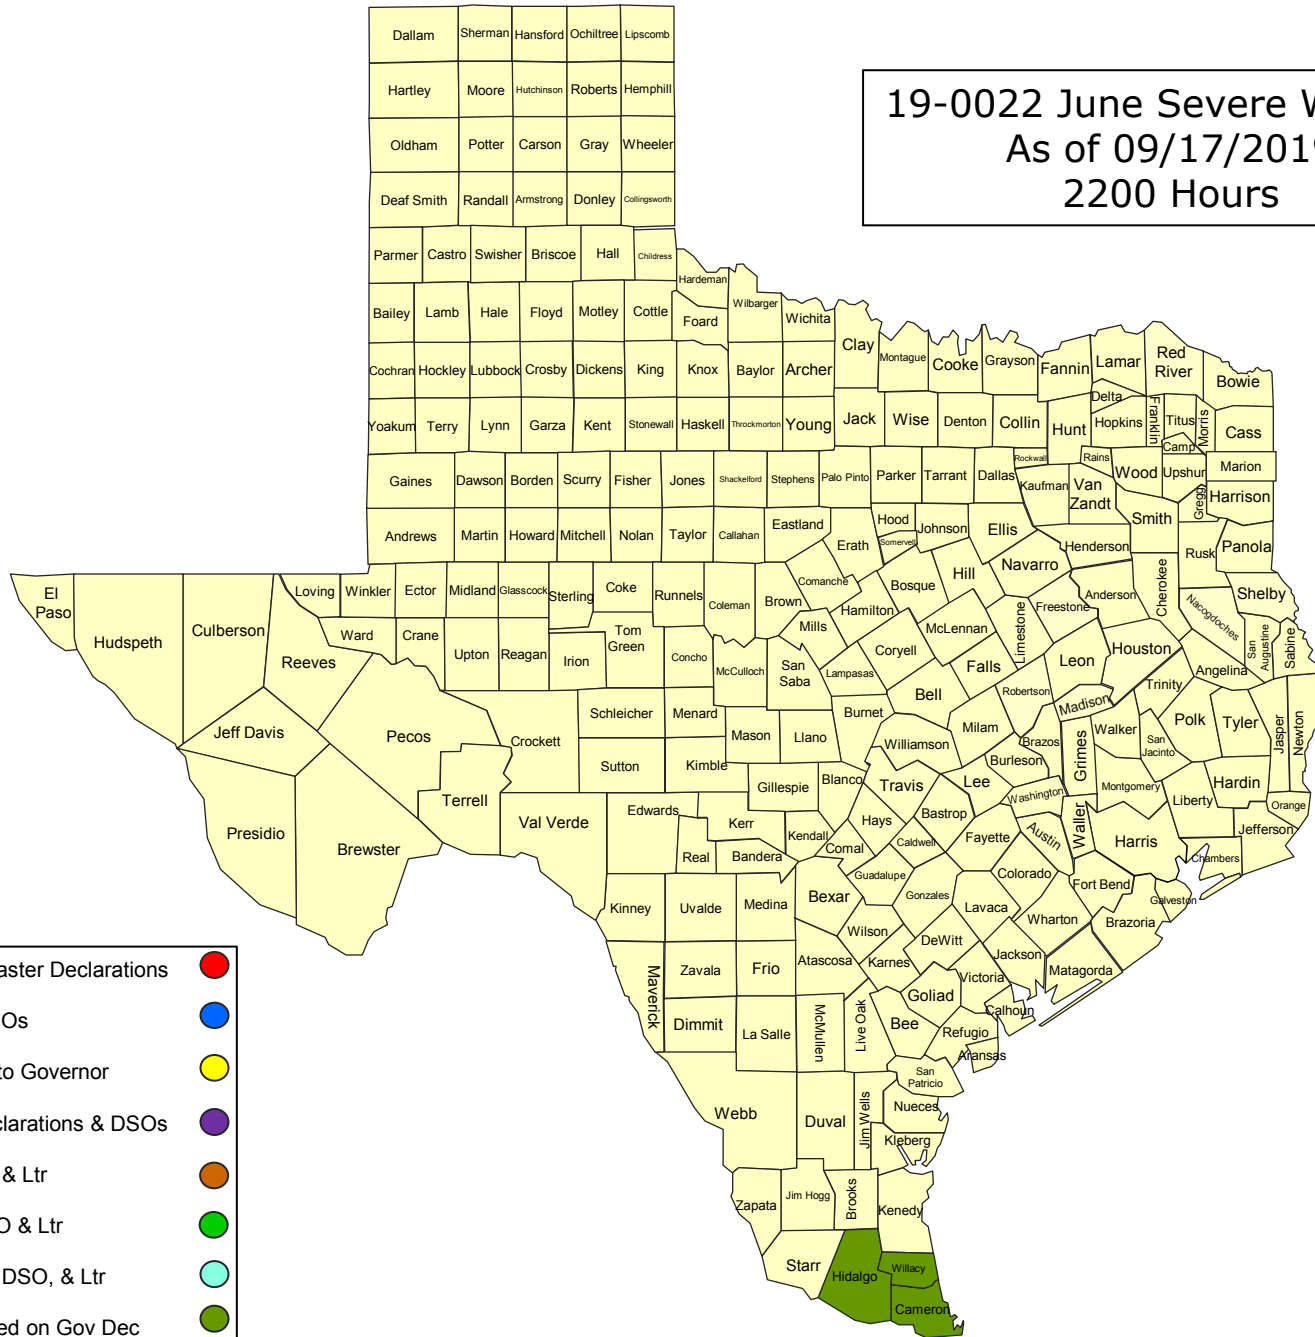 Dallam Sherman Hansford Ochiltree Lipscomb
Hartley Moore Hutchinson Roberts Hemphill
19-0022 June Severe
As of 09/17/2019
2200 Hours
Oldham Potter Carson Gray Wheeler
Deaf Smith Randall Armstrong Donley Collingsworth
Parmer Castro Swisher Briscoe Hall Childress
Hardeman
Bailey Lamb Hale Floyd Motley Cottle Foard Wilbarger Wichita
Clay Montague Cooke Grayson Fannin Lamar Red
River Bowie
Cochran Hockley Lubbock Crosby Dickens King Knox Baylor Archer
Delta
Yoakum Terry Lynn Garza Kent Stonewall Haskell Throckmorton Young Jack Wise Denton Collin Hunt Hopkins Franklin Titus Morris Cass
Camp
Gaines Dawson Borden Scurry Fisher Jones Shackelford Stephens Palo Pinto Parker Tarrant Dallas Rockwall Rains Wood Upshur Marion
Kaufman Van
Zandt Gregg Harrison
Andrews Martin Howard Mitchell Nolan Taylor Callahan Eastland Erath Hood Somervell Johnson Ellis Henderson Smith Rusk Panola
El
Paso Hudspeth Culberson Loving Winkler Ector Midland Glasscock Sterling Coke Runnels Coleman Brown Comanche Hamilton Bosque Hill Navarro Freestone Anderson Cherokee Nacogdoches Shelby
Reeves Ward Crane Upton Reagan Irion Tom
Green Concho McCulloch San
Saba Mills Lampasas Coryell McLennan Limestone Falls Leon Houston Angelina San
Augustine Sabine
Jeff Davis Pecos Crockett Schleicher Menard Mason Llano Burnet Bell Milam Robertson Madison Trinity Walker San
Jacinto Polk Tyler Jasper Newton
Presidio Brewster Terrell Val Verde Sutton Kimble Gillespie Blanco Williamson Travis Lee Burleson Brazos Grimes Washington Montgomery Liberty Hardin Orange
Edwards Kerr Real Bandera Kendall Comal Hays Caldwell Bastrop Fayette Austin Waller Harris Chambers Jefferson
Kinney Uvalde Medina Bexar Guadalupe Gonzales Lavaca Colorado Wharton Fort Bend Brazoria Galveston
Maverick Zavala Frio Atascosa Wilson Karnes DeWitt Victoria Jackson Matagorda
Dimmit La Salle McMullen Live Oak Bee Goliad Refugio Calhoun Aransas
San
Patricio
Webb Duval Jim Wells Nueces
Kleberg
Zapata Jim Hogg Brooks Kenedy
Starr Hidalgo Willacy
Cameron
aster Declarations
Os
to Governor
clarations & DSOs
& Ltr
O & Ltr
DSO, & Ltr
ed on Gov Dec